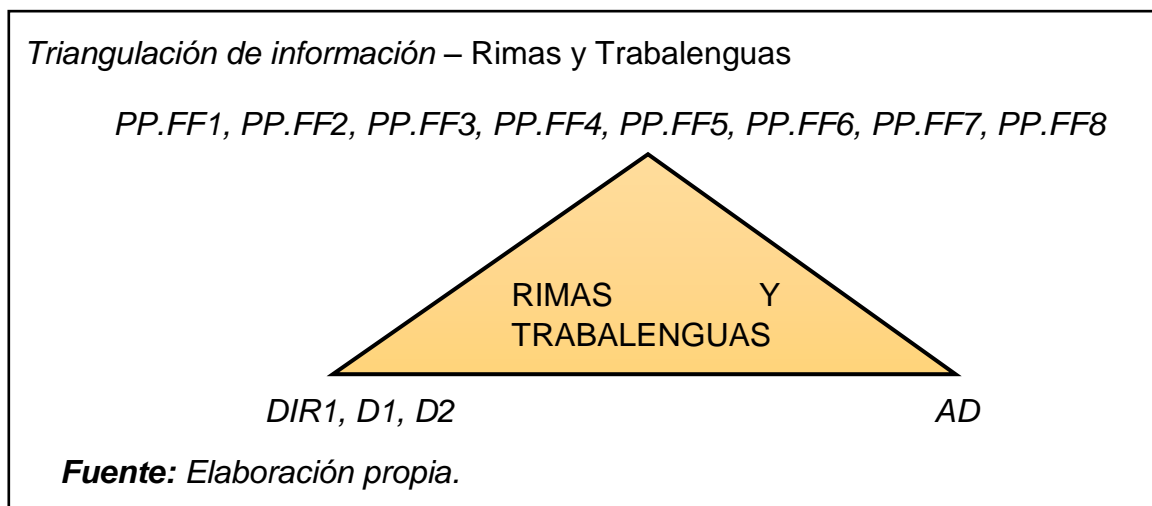 Triangulación de información – Rimas y Trabalenguas
PP.FF1, PP.FF2, PP.FF3, PP.FF4, PP.FF5, PP.FF6, PP.FF7, PP.FF8
RIMAS Y
TRABALENGUAS
DIR1, D1, D2 AD
Fuente: Elaboración propia.